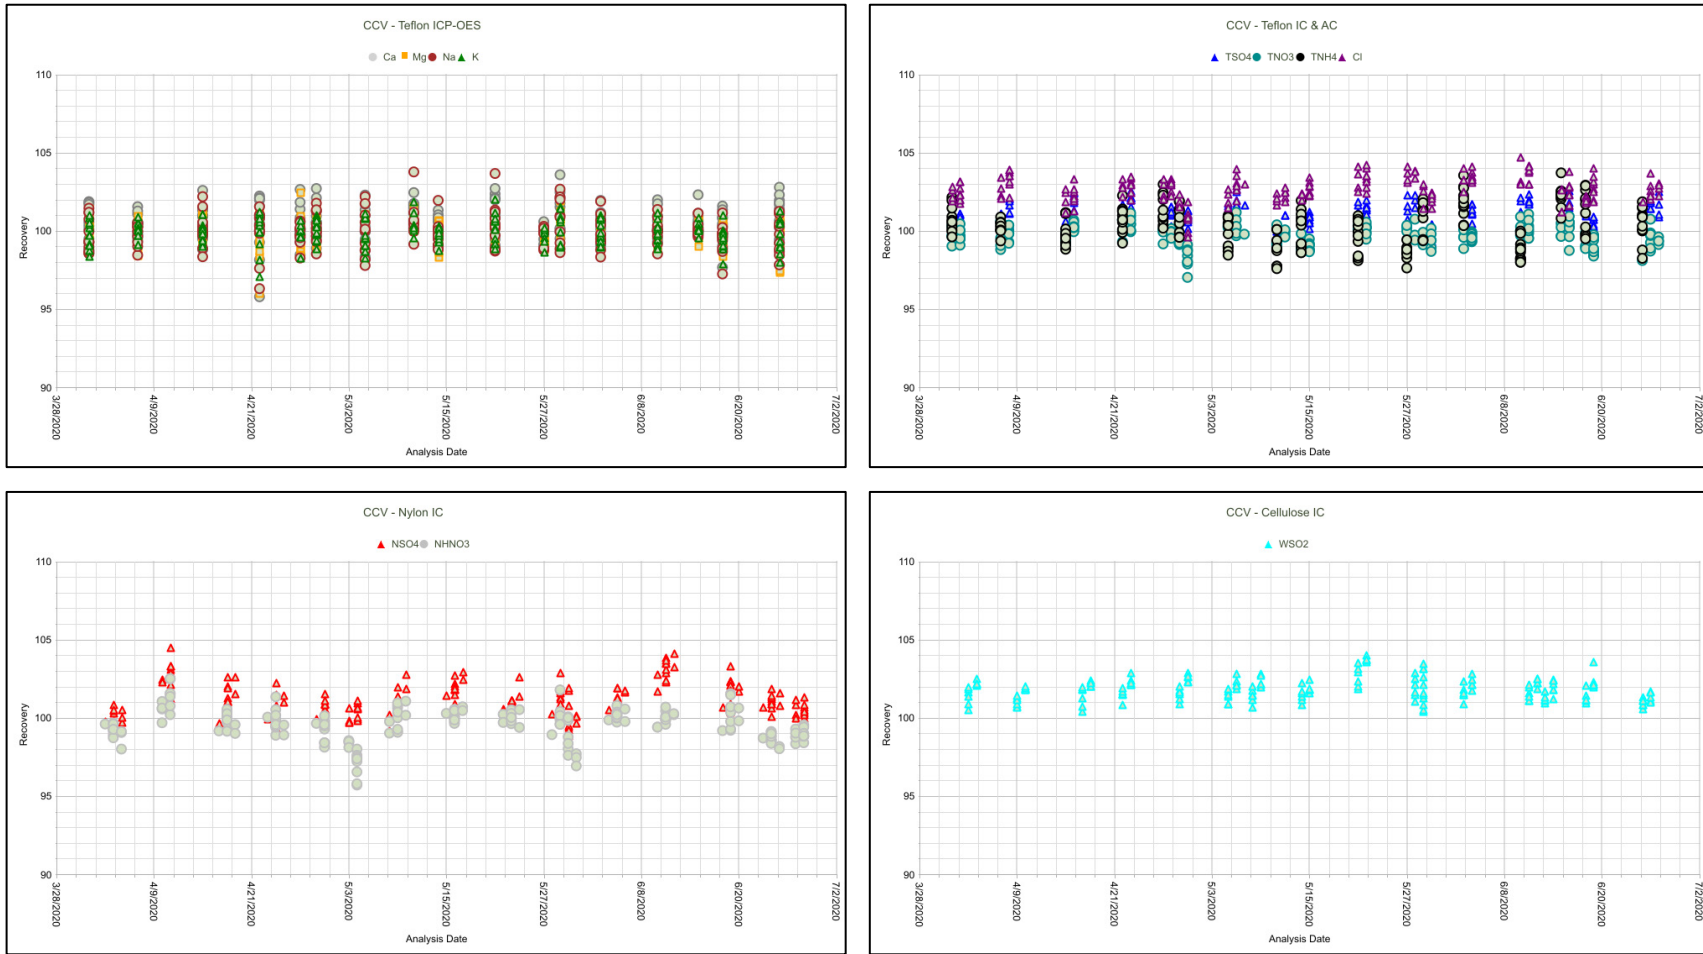 CCV - Teflon ICP-OES
Ca Mg Na K
110
105
100
95
90
Recovery
3/28/2020 4/9/2020 4/21/2020 5/3/2020 5/15/2020 5/27/2020 6/8/2020 6/20/2020 7/2/2020
Analysis Date
CCV - Teflon IC & AC
TSO4 TNO3 TNH4 Cl
110
105
100
95
90
Recovery
3/28/2020 4/9/2020 4/21/2020 5/3/2020 5/15/2020 5/27/2020 6/8/2020 6/20/2020 7/2/2020
Analysis Date
CCV - Nylon IC
NSO4 NHNO3
110
105
100
95
90
Recovery
3/28/2020 4/9/2020 4/21/2020 5/3/2020 5/15/2020 5/27/2020 6/8/2020 6/20/2020 7/2/2020
Analysis Date
CCV - Cellulose IC
WSO2
110
105
100
95
90
Recovery
3/28/2020 4/9/2020 4/21/2020 5/3/2020 5/15/2020 5/27/2020 6/8/2020 6/20/2020 7/2/2020
Analysis Date